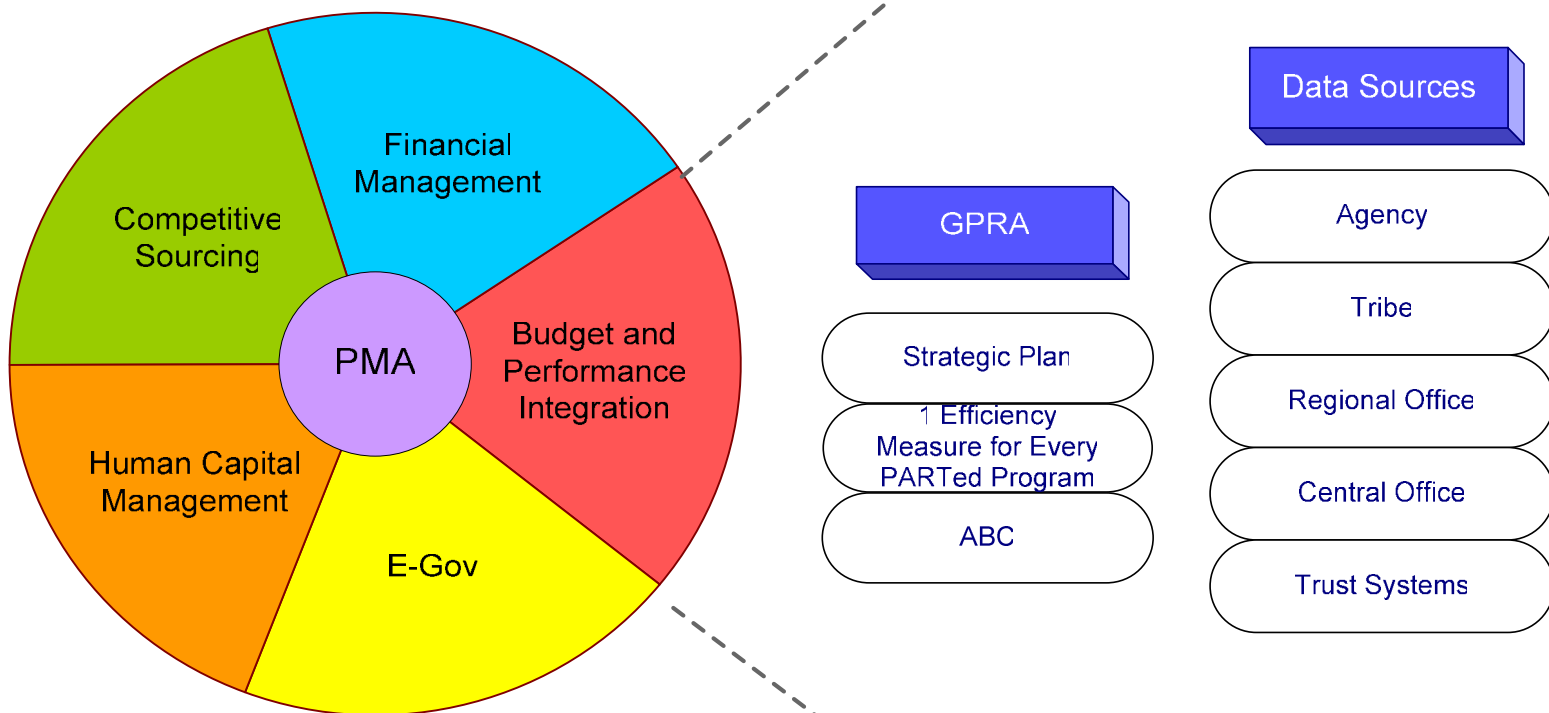 Financial
Management
Competitive
Sourcing
PMA
Budget and
Performance
Integration
Human Capital
Management
E-Gov
GPRA
Strategic Plan
1 Efficiency
Measure for Every
PARTed Program
ABC
Data Sources
Agency
Tribe
Regional Office
Central Office
Trust Systems